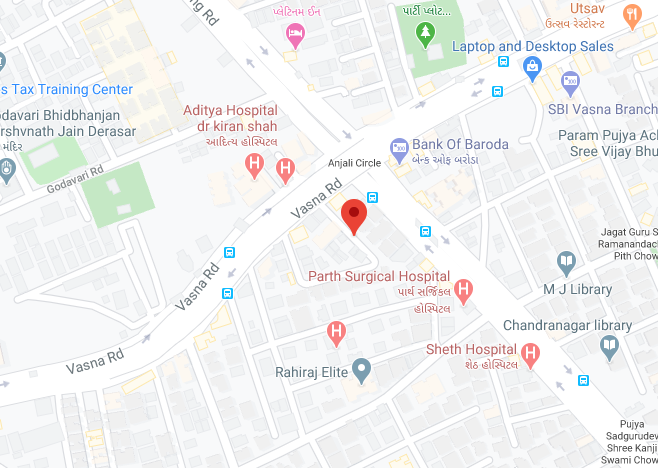 ng Rd
પ્લેટિનમ ઈન
પાર્ટી પ્લોટ...
Utsav
ઉત્સવ રેસ્ટોરન્ટ
Laptop and Desktop Sales
s Tax Training Center
SBI Vasna Branch
Aditya Hospital
dr kiran shah
આદિત્ય હોસ્પિટલ
odavari Bhidbhanjan
arshvnath Jain Derasar
મંદિર
Godavari Rd
Bank Of Baroda
બેન્ક ઓફ બરોડા
Param Pujya Ach
Sree Vijay Bhu
Anjali Circle
Vasna Rd
Jagat Guru S
Ramanandach
Pith Chow
Vasna Rd
Parth Surgical Hospital
પાર્થ સર્જિકલ
હોસ્પિટલ
M J Library
Chandranagar library
Vasna Rd
Sheth Hospital
શેઠ હોસ્પિટલ
Rahiraj Elite
Pujya
Sadgurudev
Shree Kanji
Swami Chow
H
H
H
H
H